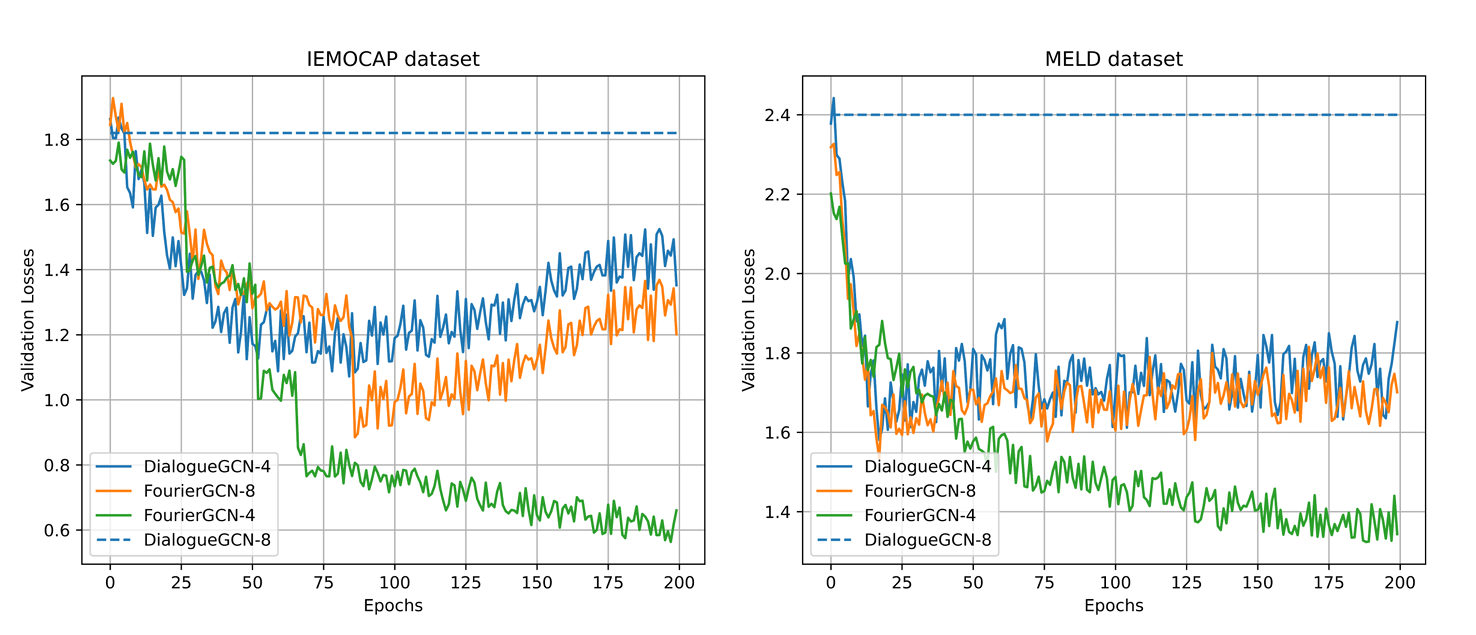 IEMOCAP dataset
Validation Losses
1.8
1.6
1.4
1.2
1.0
0.8
0.6
DialogueGCN-4
FourierGCN-8
FourierGCN-4
DialogueGCN-8
0 25 50 75 100 125 150 175 200
Epochs
MELD dataset
Validation Losses
2.4
2.2
2.0
1.8
1.6
1.4
DialogueGCN-4
FourierGCN-8
FourierGCN-4
DialogueGCN-8
0 25 50 75 100 125 150 175 200
Epochs